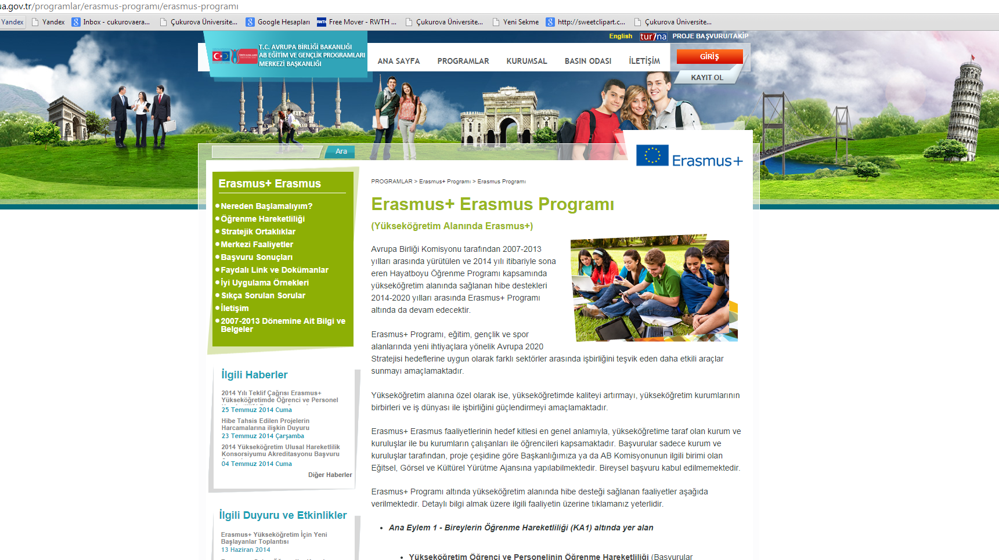 ua.gov.tr/programlar/erasmus-programı/erasmus-programı
Yandex
Yandex
Inbox - cukurovaera...
Çukurova Üniversite...
Google Hesapları
RWTH
Free Mover - RWTH ...
Çukurova Üniversite...
Yeni Sekme
http://sweetclipart.c...
Çukurova Üniversite...
English
turna
PROJE BAŞVURU/TAKİP
T.C. AVRUPA BİRLİĞİ BAKANLIĞI
AB EĞİTİM VE GENÇLİK PROGRAMLARI
MERKEZİ BAŞKANLIĞI
ANA SAYFA
PROGRAMLAR
KURUMSAL
BASIN ODASI
İLETİŞİM
GİRİŞ
KAYIT OL
Ara
Erasmus+
Erasmus+ Erasmus
Nereden Başlamalıyım?
Öğrenme Hareketliliği
Stratejik Ortaklıklar
Merkezi Faaliyetler
Başvuru Sonuçları
Faydalı Link ve Dokümanlar
İyi Uygulama Örnekleri
Sıkça Sorulan Sorular
İletişim
2007-2013 Dönemine Ait Bilgi ve
Belgeler
İlgili Haberler
2014 Yılı Teklif Çağrısı Erasmus+
Yükseköğretimde Öğrenci ve Personel
25 Temmuz 2014 Cuma
Hibe Tahsis Edilen Projelerin
Harcamalarına ilişkin Duyuru
23 Temmuz 2014 Çarşamba
2014 Yükseköğretim Ulusal Hareketlilik
Konsorsiyumu Akreditasyonu Başvuru
04 Temmuz 2014 Cuma
Diğer Haberler
İlgili Duyuru ve Etkinlikler
Erasmus+ Yükseköğretim İçin Yeni
Başlayanlar Toplantısı
13 Haziran 2014
PROGRAMLAR > Erasmus+ Programı > Erasmus Programı
Erasmus+ Erasmus Programı
(Yükseköğretim Alanında Erasmus+)
Avrupa Birliği Komisyonu tarafından 2007-2013
yılları arasında yürütülen ve 2014 yılı itibariyle sona
eren Hayatboyu Öğrenme Programı kapsamında
yükseköğretim alanında sağlanan hibe destekleri
2014-2020 yılları arasında Erasmus+ Programı
altında da devam edecektir.
Erasmus+ Programı, eğitim, gençlik ve spor
alanlarında yeni ihtiyaçlara yönelik Avrupa 2020
Stratejisi hedeflerine uygun olarak farklı sektörler arasında işbirliğini teşvik eden daha etkili araçlar
sunmayı amaçlamaktadır.
Yükseköğretim alanına özel olarak ise, yükseköğretimde kaliteyi artırmayı, yükseköğretim kurumlarının
birbirleri ve iş dünyası ile işbirliğini güçlendirmeyi amaçlamaktadır.
Erasmus+ Erasmus faaliyetlerinin hedef kitlesi en genel anlamıyla, yükseköğretime taraf olan kurum ve
kuruluşlar ile bu kurumların çalışanları ile öğrencileri kapsamaktadır. Başvurular sadece kurum ve
kuruluşlar tarafından, proje çeşidine göre Başkanlığımıza ya da AB Komisyonunun ilgili birimi olan
Eğitsel, Görsel ve Kültürel Yürütme Ajansına yapılabilmektedir. Bireysel başvuru kabul edilmemektedir.
Erasmus+ Programı altında yükseköğretim alanında hibe desteği sağlanan faaliyetler aşağıda
verilmektedir. Detaylı bilgi almak üzere ilgili faaliyetin üzerine tıklamanız yeterlidir.
Ana Eylem 1 - Bireylerin Öğrenme Hareketliliği (KA1) altında yer alan
Yükseköğretim Öğrenci ve Personelinin Öğrenme Hareketliliği (Başvurular